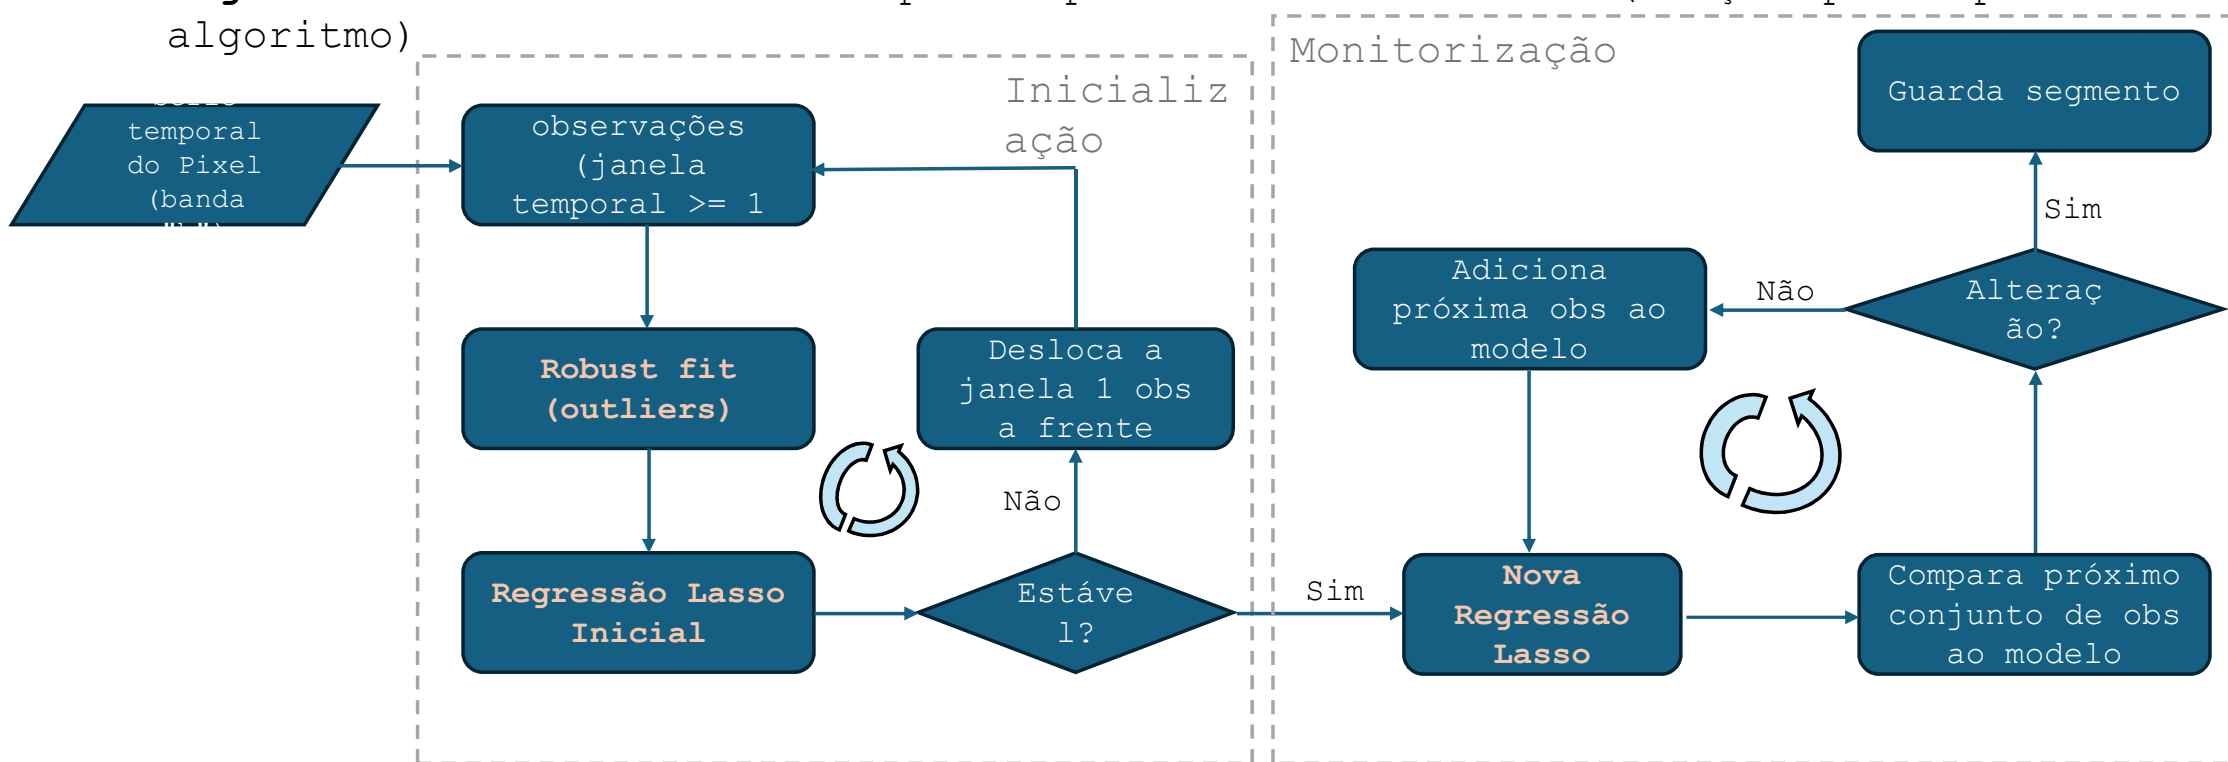 algoritmo)
Monitorização
Inicializ
ação
temporal
do Pixel
(banda
observações
(janela
temporal >= 1
Robust fit
(outliers)
Regressão Lasso
Inicial
Desloca a
janela 1 obs
a frente
Não
Estáve
l?
Sim
Guarda segmento
Sim
Alteraç
ão?
Não
Adiciona
próxima obs ao
modelo
Nova
Regressão
Lasso
Compara próximo
conjunto de obs
ao modelo